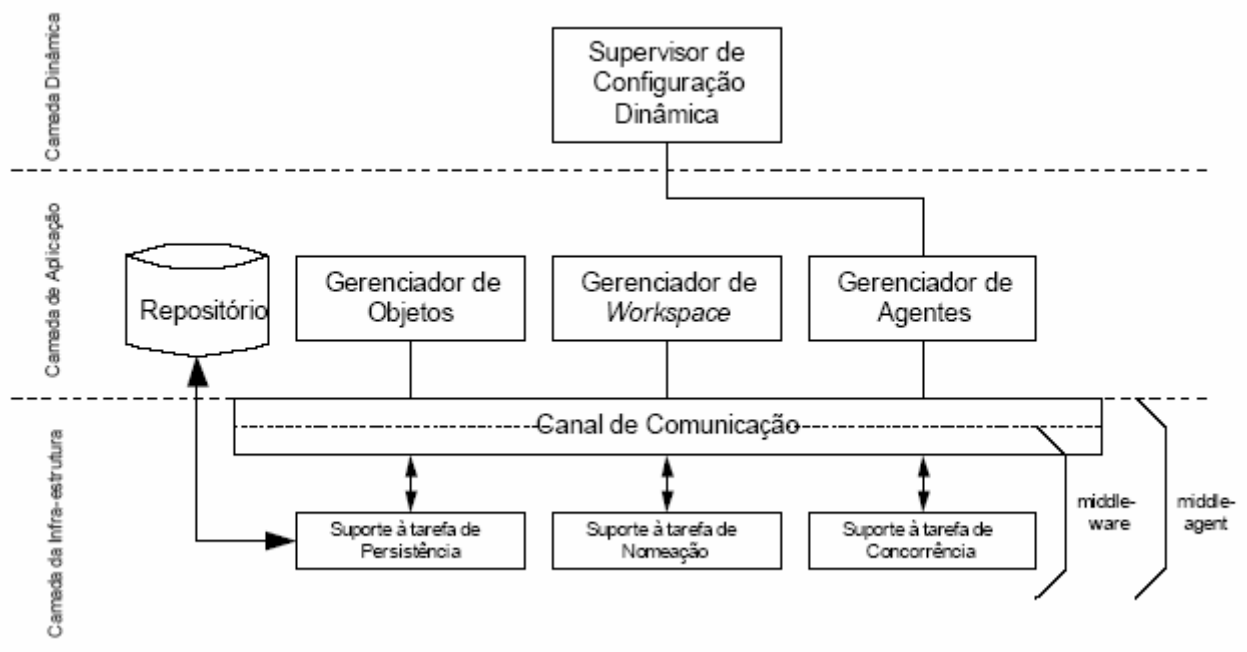 Camada Dinâmica
Supervisor de
Configuração
Dinâmica
Camada de Aplicação
Repositório
Gerenciador de
Objetos
Gerenciador de
Workspace
Gerenciador de
Agentes
Camada da Infra-estrutura
Canal de Comunicação
Suporte à tarefa de
Persistência
Suporte à tarefa de
Nomeação
Suporte à tarefa de
Concorrência
middle-
ware
middle-
agent